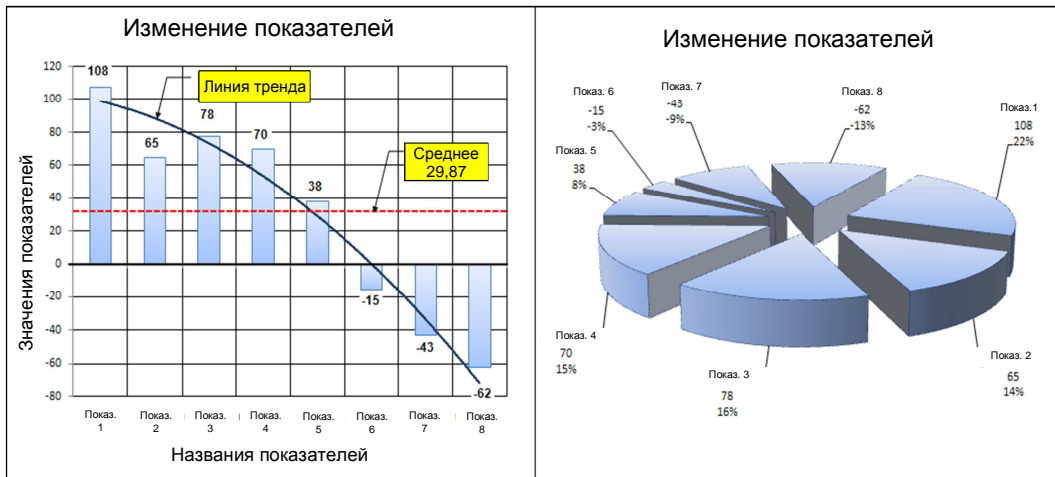 Изменение показателей
Значения показателей
120
100
80
60
40
20
0
-20
-40
-60
-80
108
65
78
70
38
-15
-43
-62
Линия тренда
Среднее
29,87
Показ.
1
Показ.
2
Показ.
3
Показ.
4
Показ.
5
Показ.
6
Показ.
7
Показ.
8
Названия показателей
Изменение показателей
Показ.1
108
22%
Показ. 2
65
14%
Показ. 3
78
16%
Показ. 4
70
15%
Показ. 5
38
8%
Показ. 6
-15
-3%
Показ. 7
-43
-9%
Показ. 8
-62
-13%